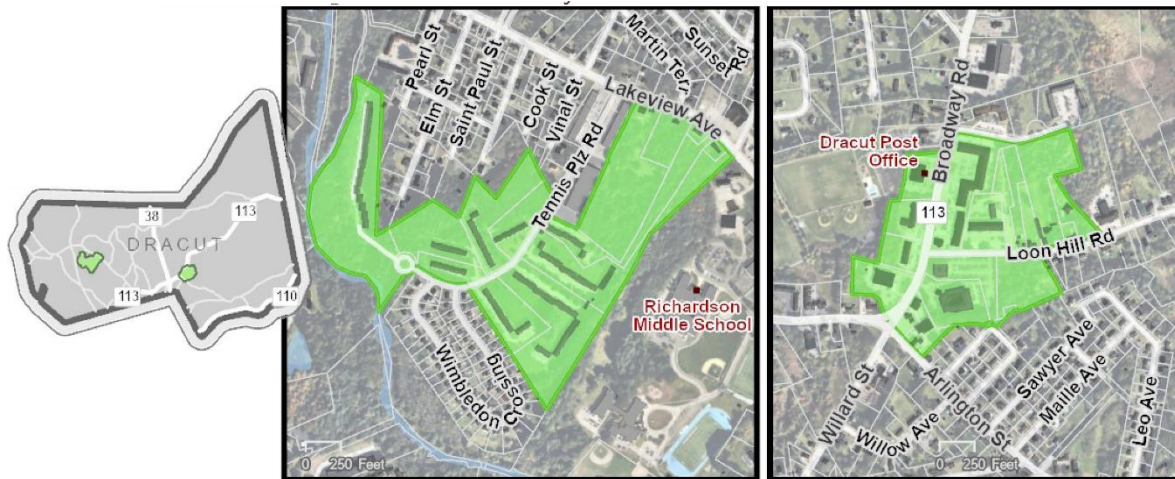 38
113
DRACUT
113
110
Pearl St
Elm St
Saint Paul St
Cook St
Vinal St
Martin Terr
Sunset Rd
Lakeview Ave
Tennis Plz Rd
Richardson
Middle School
Wimbledon
Crossing
0 250 Feet
Dracut Post
Office
Broadway Rd
113
Loon Hill Rd
Willard St
Willow Ave
Arlington St
Sawyer Ave
Maille Ave
Leo Ave
0 250 Feet